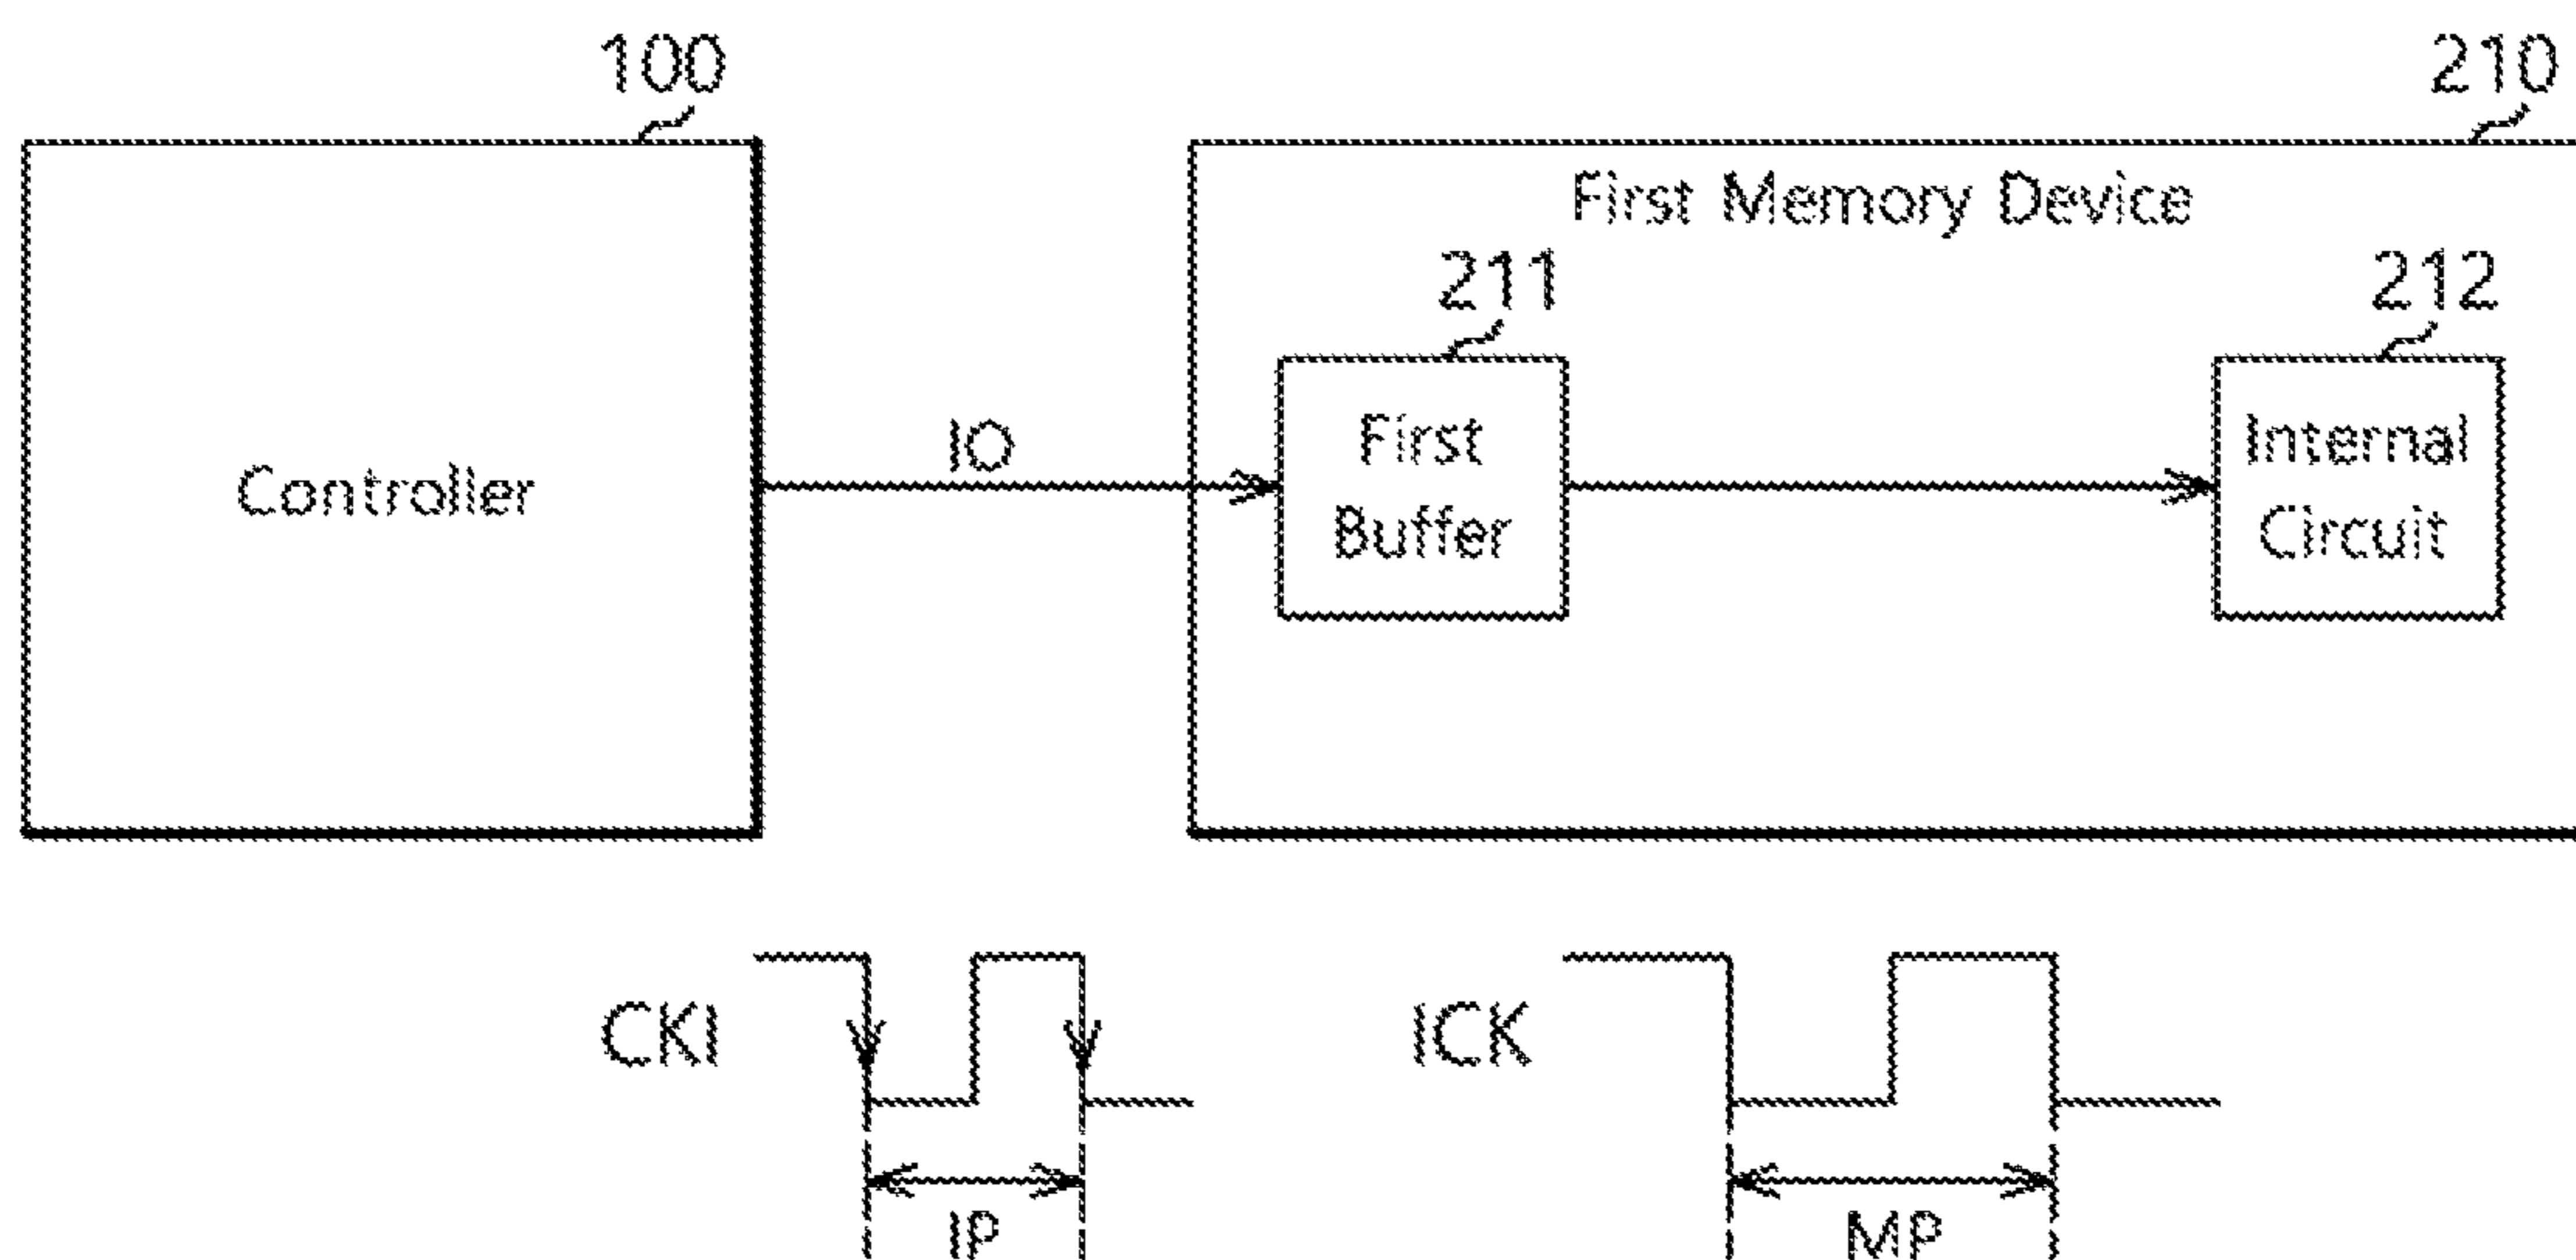 100
210
First Memory Device
211
212
Controller
IO
First
Buffer
Internal
Circuit
CKI
ICK
IP
MP